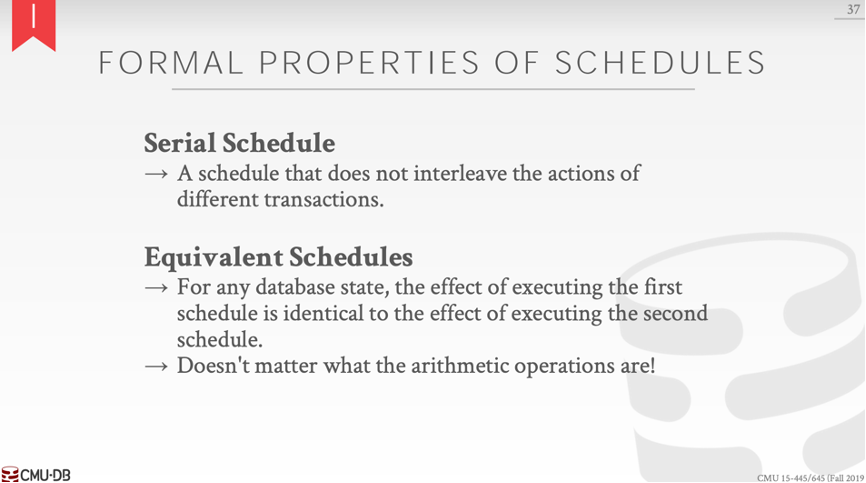 I
37
FORMAL PROPERTIES OF SCHEDULES
Serial Schedule
→ A schedule that does not interleave the actions of
different transactions.
Equivalent Schedules
→ For any database state, the effect of executing the first
schedule is identical to the effect of executing the second
schedule.
→ Doesn't matter what the arithmetic operations are!
CMU·DB
CMU 15-445/645 (Fall 2019